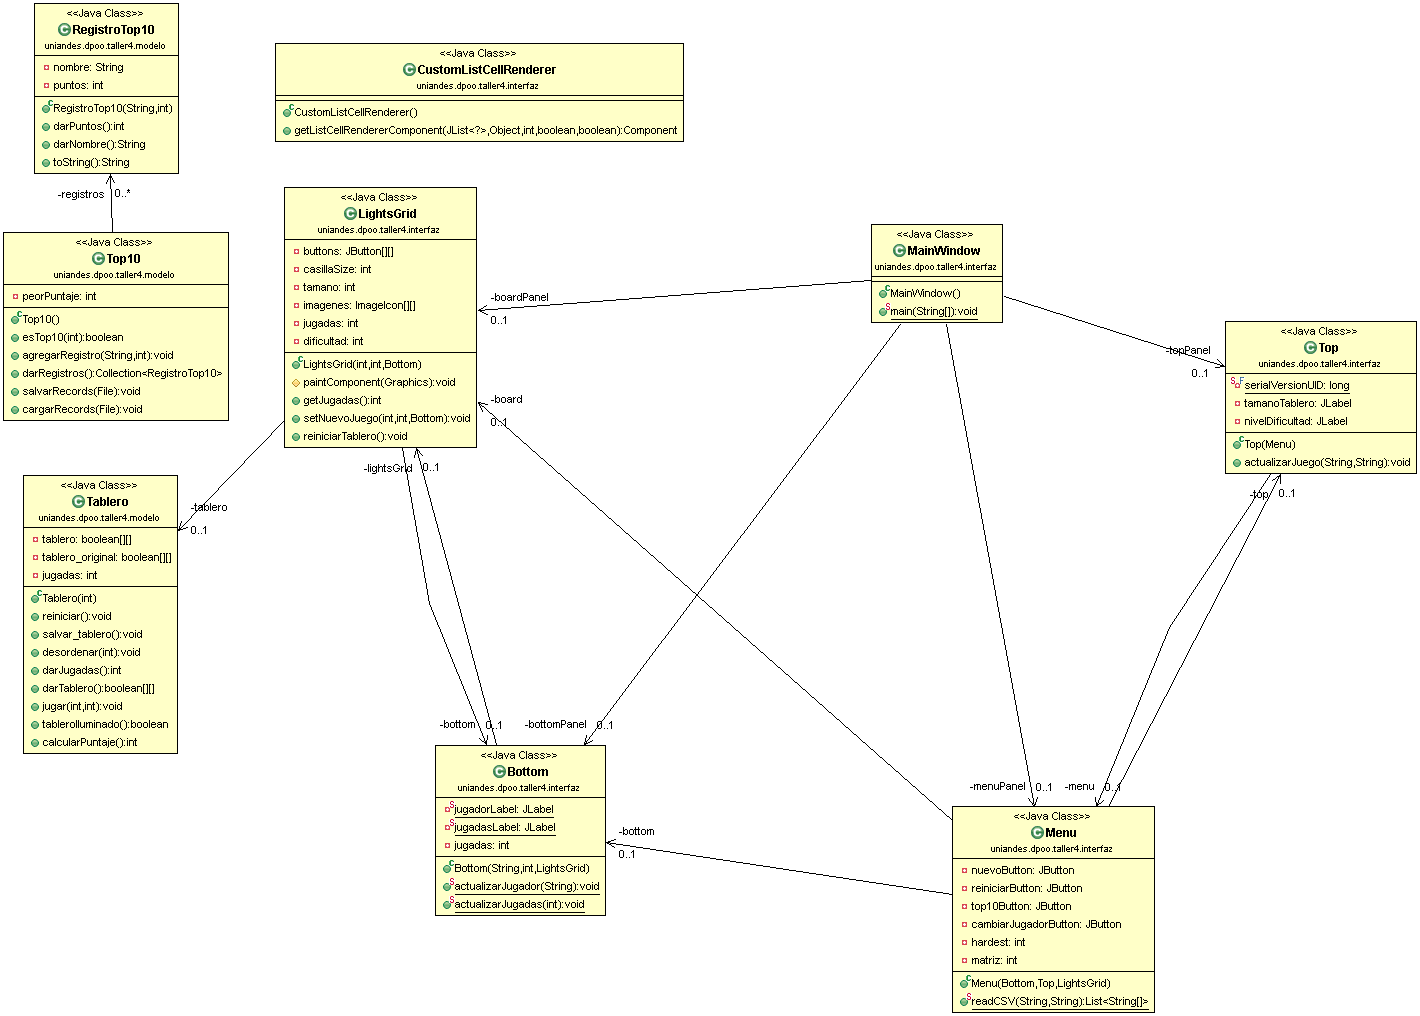 <<Java Class>>
RegistroTop10
uniandes.dpoo.taller4.modelo
nombre: String
puntos: int
RegistroTop10(String,int)
darPuntos():int
darNombre():String
toString():String
-registros
0..*
<<Java Class>>
CustomListCellRenderer
uniandes.dpoo.taller4.interfaz
CustomListCellRenderer()
getListCellRendererComponent(JList<?>,Object,int,boolean,boolean):Component
<<Java Class>>
Top10
uniandes.dpoo.taller4.modelo
peorPuntaje: int
Top10()
esTop10(int):boolean
agregarRegistro(String,int):void
darRegistros():Collection<RegistroTop10>
salvarRecords(File):void
cargarRecords(File):void
<<Java Class>>
LightsGrid
uniandes.dpoo.taller4.interfaz
buttons: JButton[][]
casillaSize: int
tamano: int
imagenes: ImageIcon[][]
jugadas: int
dificultad: int
LightsGrid(int,int,Bottom)
paintComponent(Graphics):void
getJugadas():int
setNuevoJuego(int,int,Bottom):void
reiniciarTablero():void
-boardPanel
0..1
-board
0..1
-lightsGrid
0..1
-tablero
0..1
<<Java Class>>
MainWindow
uniandes.dpoo.taller4.interfaz
MainWindow()
main(String[]):void
-topPanel
0..1
<<Java Class>>
Top
uniandes.dpoo.taller4.interfaz
serialVersionUID: long
tamanoTablero: JLabel
nivelDificultad: JLabel
Top(Menu)
actualizarJuego(String,String):void
-top
0..1
<<Java Class>>
Tablero
uniandes.dpoo.taller4.modelo
tablero: boolean[][]
tablero_original: boolean[][]
jugadas: int
Tablero(int)
reiniciar():void
salvar_tablero():void
desordenar(int):void
darJugadas():int
darTablero():boolean[][]
jugar(int,int):void
tableroIluminado():boolean
calcularPuntaje():int
-bottom
0..1
-bottomPanel
0..1
<<Java Class>>
Bottom
uniandes.dpoo.taller4.interfaz
jugadorLabel: JLabel
jugadasLabel: JLabel
jugadas: int
Bottom(String,int,LightsGrid)
actualizarJugador(String):void
actualizarJugadas(int):void
-bottom
0..1
-menuPanel
0..1
-menu
0..1
<<Java Class>>
Menu
uniandes.dpoo.taller4.interfaz
nuevoButton: JButton
reiniciarButton: JButton
top10Button: JButton
cambiarJugadorButton: JButton
hardest: int
matriz: int
Menu(Bottom,Top,LightsGrid)
readCSV(String,String):List<String[]>